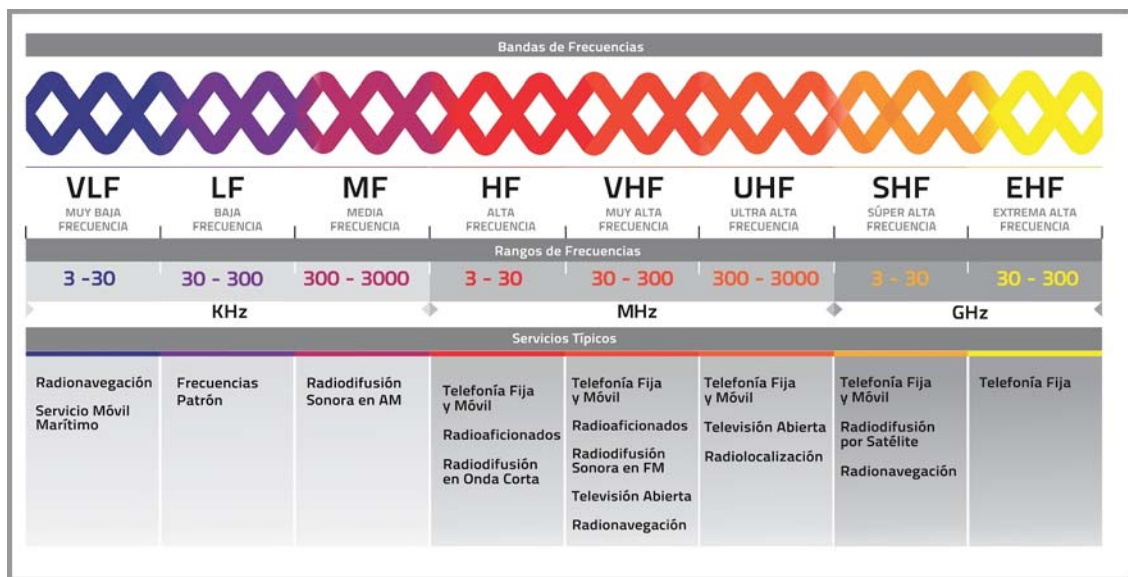 Bandas de Frecuencias
VLF
MUY BAJA
FRECUENCIA
LF
BAJA
FRECUENCIA
MF
MEDIA
FRECUENCIA
HF
ALTA
FRECUENCIA
VHF
MUY ALTA
FRECUENCIA
UHF
ULTRA ALTA
FRECUENCIA
SHF
SÚPER ALTA
FRECUENCIA
EHF
EXTREMA ALTA
FRECUENCIA
Rangos de Frecuencias
3 -30
30 - 300
300 - 3000
3 - 30
30 - 300
300 - 3000
3 - 30
30 - 300
KHz
MHz
GHz
Servicios Típicos
Radionavegación
Servicio Móvil
Marítimo
Frecuencias
Patrón
Radiodifusión
Sonora en AM
Telefonía Fija
y Móvil
Radioaficionados
Radiodifusión
en Onda Corta
Telefonía Fija
y Móvil
Radioaficionados
Radiodifusión
Sonora en FM
Televisión Abierta
Radionavegación
Telefonía Fija
y Móvil
Televisión Abierta
Radiolocalización
Telefonía Fija
y Móvil
Radiodifusión
por Satélite
Radionavegación
Telefonía Fija